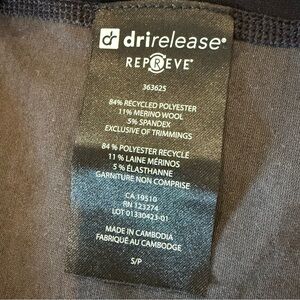 dr drirelease®
REPREVE®
363625
84% RECYCLED POLYESTER
11% MERINO WOOL
5% SPANDEX
EXCLUSIVE OF TRIMMINGS
84 % POLYESTER RECYCLE
11 % LAINE MÉRINOS
5 % ÉLASTHANNE
GARNITURE NON COMPRISE
CA 19510
RN 123274
LOT 01330423-01
MADE IN CAMBODIA
FABRIQUÉ AU CAMBODGE
S/P